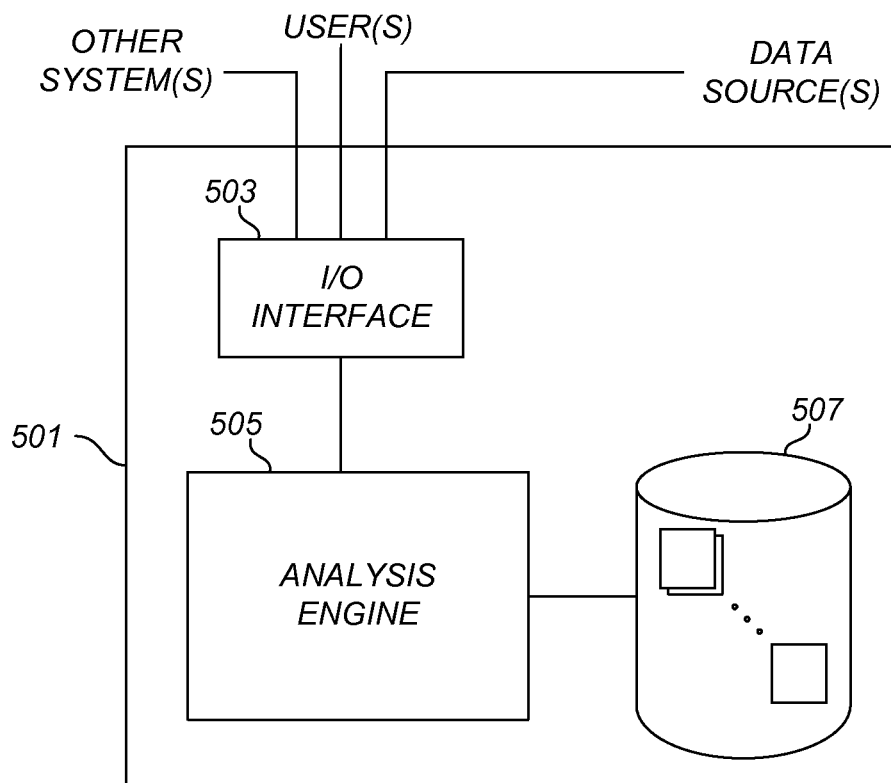 OTHER
SYSTEM(S)
USER(S)
DATA
SOURCE(S)
503
I/O
INTERFACE
501
505
507
ANALYSIS
ENGINE